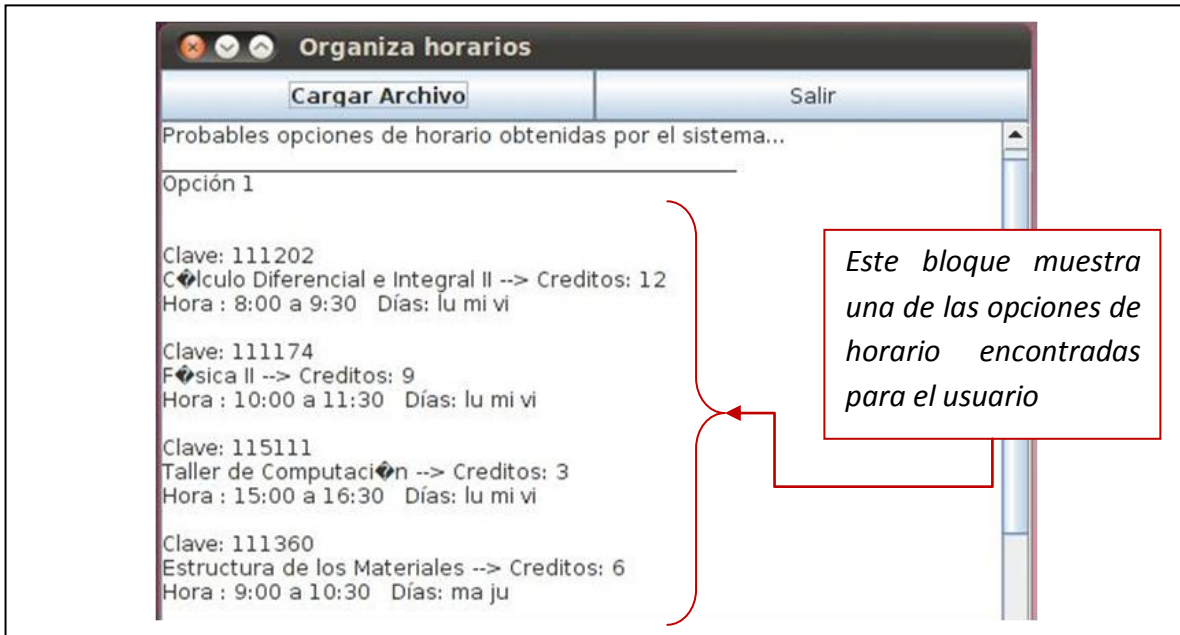 Organiza horarios
Cargar Archivo
Salir
Probables opciones de horario obtenidas por el sistema...
Opción 1
Clave: 111202
C�lculo Diferencial e Integral II --> Creditos: 12
Hora : 8:00 a 9:30   Días: lu mi vi
Clave: 111174
F�sica II --> Creditos: 9
Hora : 10:00 a 11:30   Días: lu mi vi
Clave: 115111
Taller de Computaci�n --> Creditos: 3
Hora : 15:00 a 16:30   Días: lu mi vi
Clave: 111360
Estructura de los Materiales --> Creditos: 6
Hora : 9:00 a 10:30   Días: ma ju
Este bloque muestra
una de las opciones de
horario encontradas
para el usuario